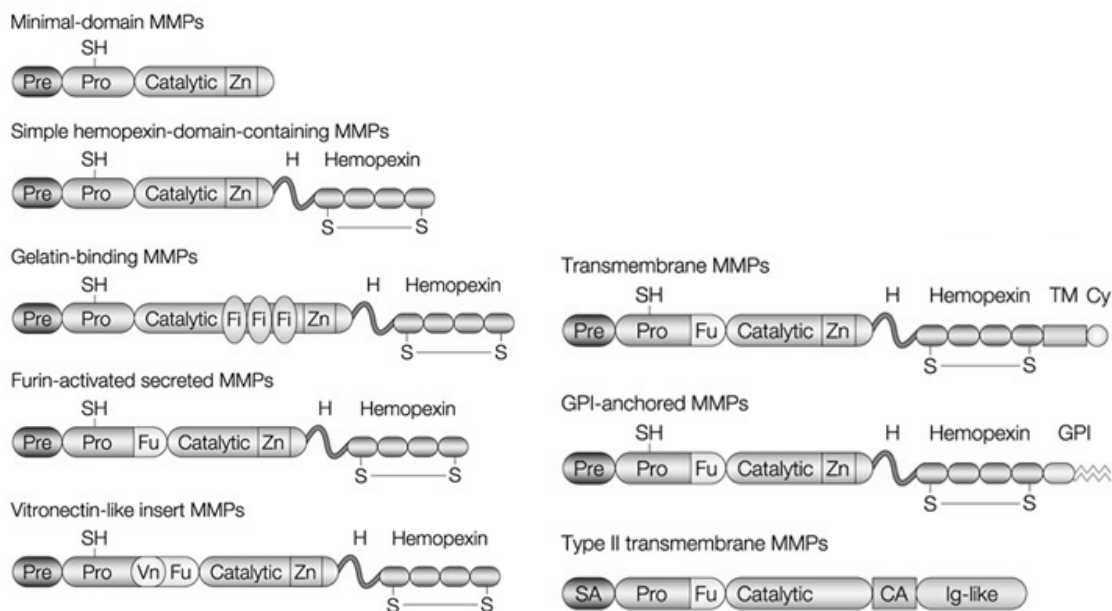 Minimal-domain MMPs
SH
Pre Pro Catalytic Zn
Simple hemopexin-domain-containing MMPs
SH H Hemopexin
Pre Pro Catalytic Zn
S S
Gelatin-binding MMPs
SH H Hemopexin
Pre Pro Catalytic Fi Fi Fi Zn
S S
Furin-activated secreted MMPs
SH H Hemopexin
Pre Pro Fu Catalytic Zn
S S
Vitronectin-like insert MMPs
SH H Hemopexin
Pre Pro Vn Fu Catalytic Zn
S S
Transmembrane MMPs
SH H Hemopexin TM Cy
Pre Pro Fu Catalytic Zn
S S
GPI-anchored MMPs
SH H Hemopexin GPI
Pre Pro Fu Catalytic Zn
S S
Type II transmembrane MMPs
SA Pro Fu Catalytic CA Ig-like